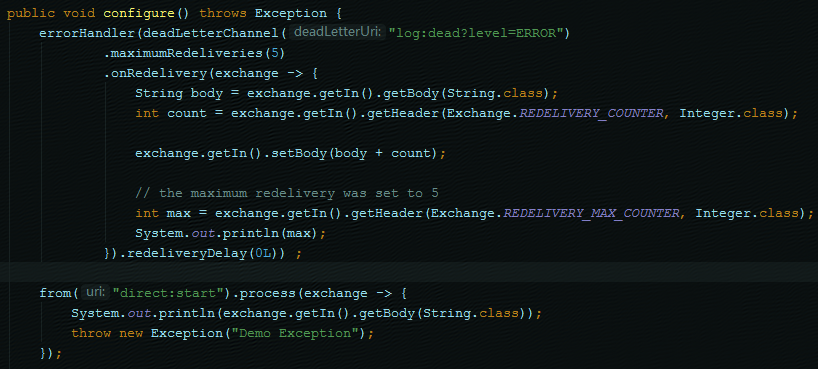 public void configure() throws Exception {
    errorHandler(deadLetterChannel( deadLetterUri: "log:dead?level=ERROR")
            .maximumRedeliveries(5)
            .onRedelivery(exchange -> {
                String body = exchange.getIn().getBody(String.class);
                int count = exchange.getIn().getHeader(Exchange.REDELIVERY_COUNTER, Integer.class);

                exchange.getIn().setBody(body + count);

                // the maximum redelivery was set to 5
                int max = exchange.getIn().getHeader(Exchange.REDELIVERY_MAX_COUNTER, Integer.class);
                System.out.println(max);
            }).redeliveryDelay(0L)) ;

    from( uri: "direct:start").process(exchange -> {
        System.out.println(exchange.getIn().getBody(String.class));
        throw new Exception("Demo Exception");
    });